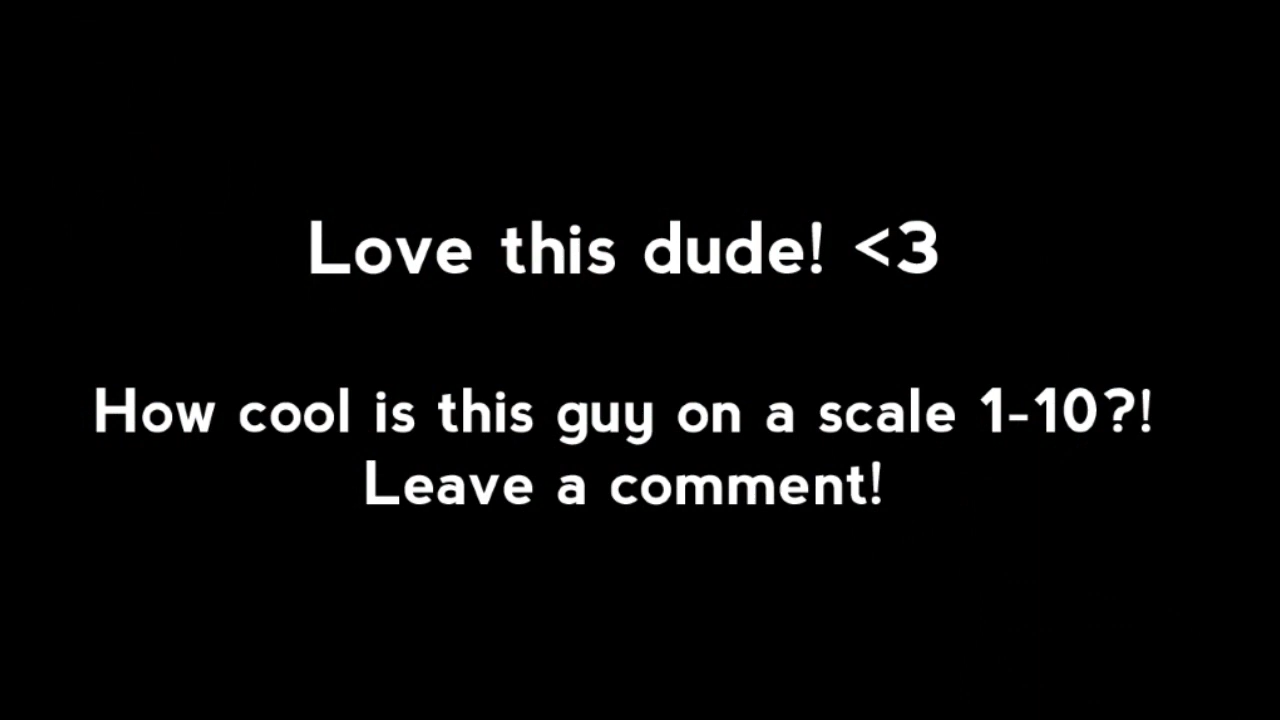 Love this dude! <3
How cool is this guy on a scale 1-10?!
Leave a comment!